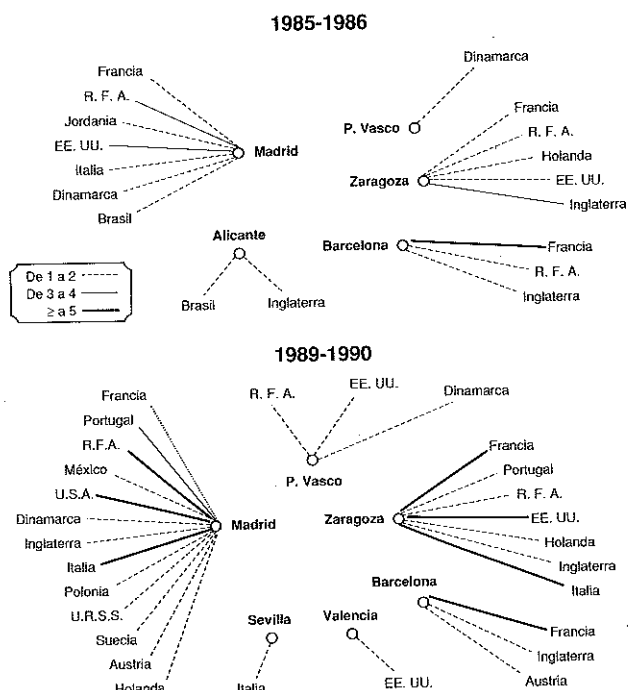 1985-1986
Francia
R. F. A.
Jordania
EE. UU.
Italia
Dinamarca
Brasil
Madrid
Dinamarca
P. Vasco
Francia
R. F. A.
Holanda
EE. UU.
Inglaterra
Zaragoza
Alicante
Brasil
Inglaterra
Barcelona
Francia
R. F. A.
Inglaterra
De 1 a 2
De 3 a 4
≥ a 5
1989-1990
Francia
Portugal
R.F.A.
México
U.S.A.
Dinamarca
Inglaterra
Italia
Polonia
U.R.S.S.
Suecia
Austria
Holanda
Madrid
R. F. A.
EE. UU.
Dinamarca
P. Vasco
Francia
Portugal
R. F. A.
EE. UU.
Holanda
Inglaterra
Italia
Zaragoza
Barcelona
Francia
Inglaterra
Austria
Sevilla
Italia
Valencia
EE. UU.